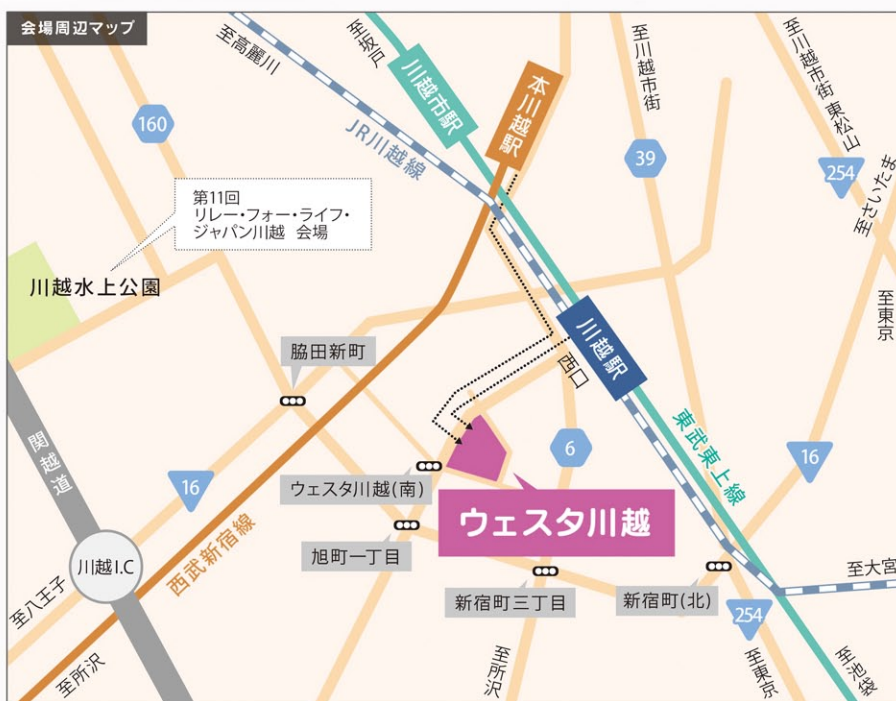 会場周辺マップ
至高麗川
至坂戸
川越市駅
本川越駅
至川越市街
至川越市街 東松山
160
JR川越線
39
254
至さいたま
第11回
リレー・フォー・ライフ・
ジャパン川越 会場
川越水上公園
至東京
脇田新町
川越駅
西口
関越道
16
ウェスタ川越(南)
6
東武東上線
16
ウェスタ川越
西武新宿線
旭町一丁目
川越I.C
新宿町三丁目
新宿町(北)
至大宮
至八王子
254
至所沢
至所沢
至東京
至池袋